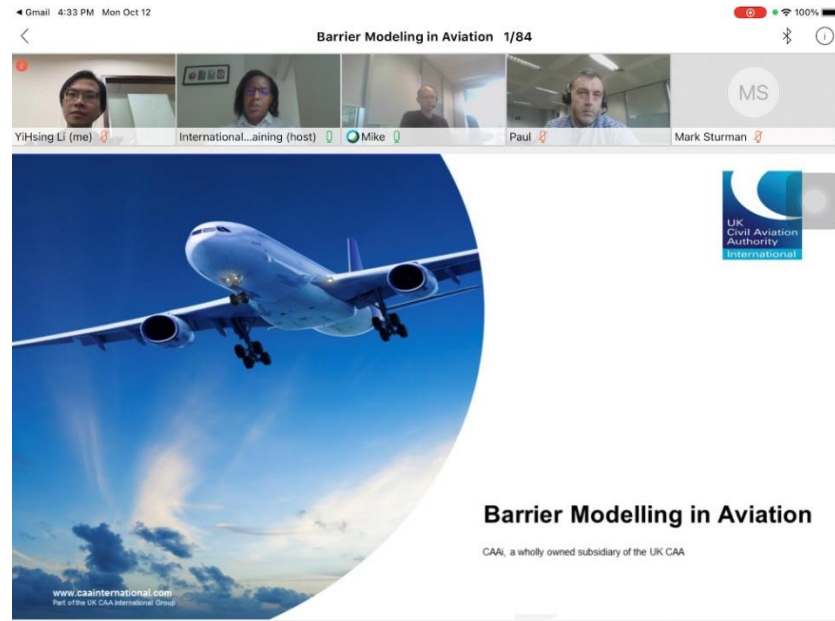 ◀ Gmail 4:33 PM Mon Oct 12 100%
Barrier Modeling in Aviation 1/84
YiHsing Li (me) International...aining (host) Mike Paul Mark Sturman
MS
UK
Civil Aviation
Authority
International
Barrier Modelling in Aviation
CAAi, a wholly owned subsidiary of the UK CAA
www.caainternational.com
Part of the UK CAA International Group